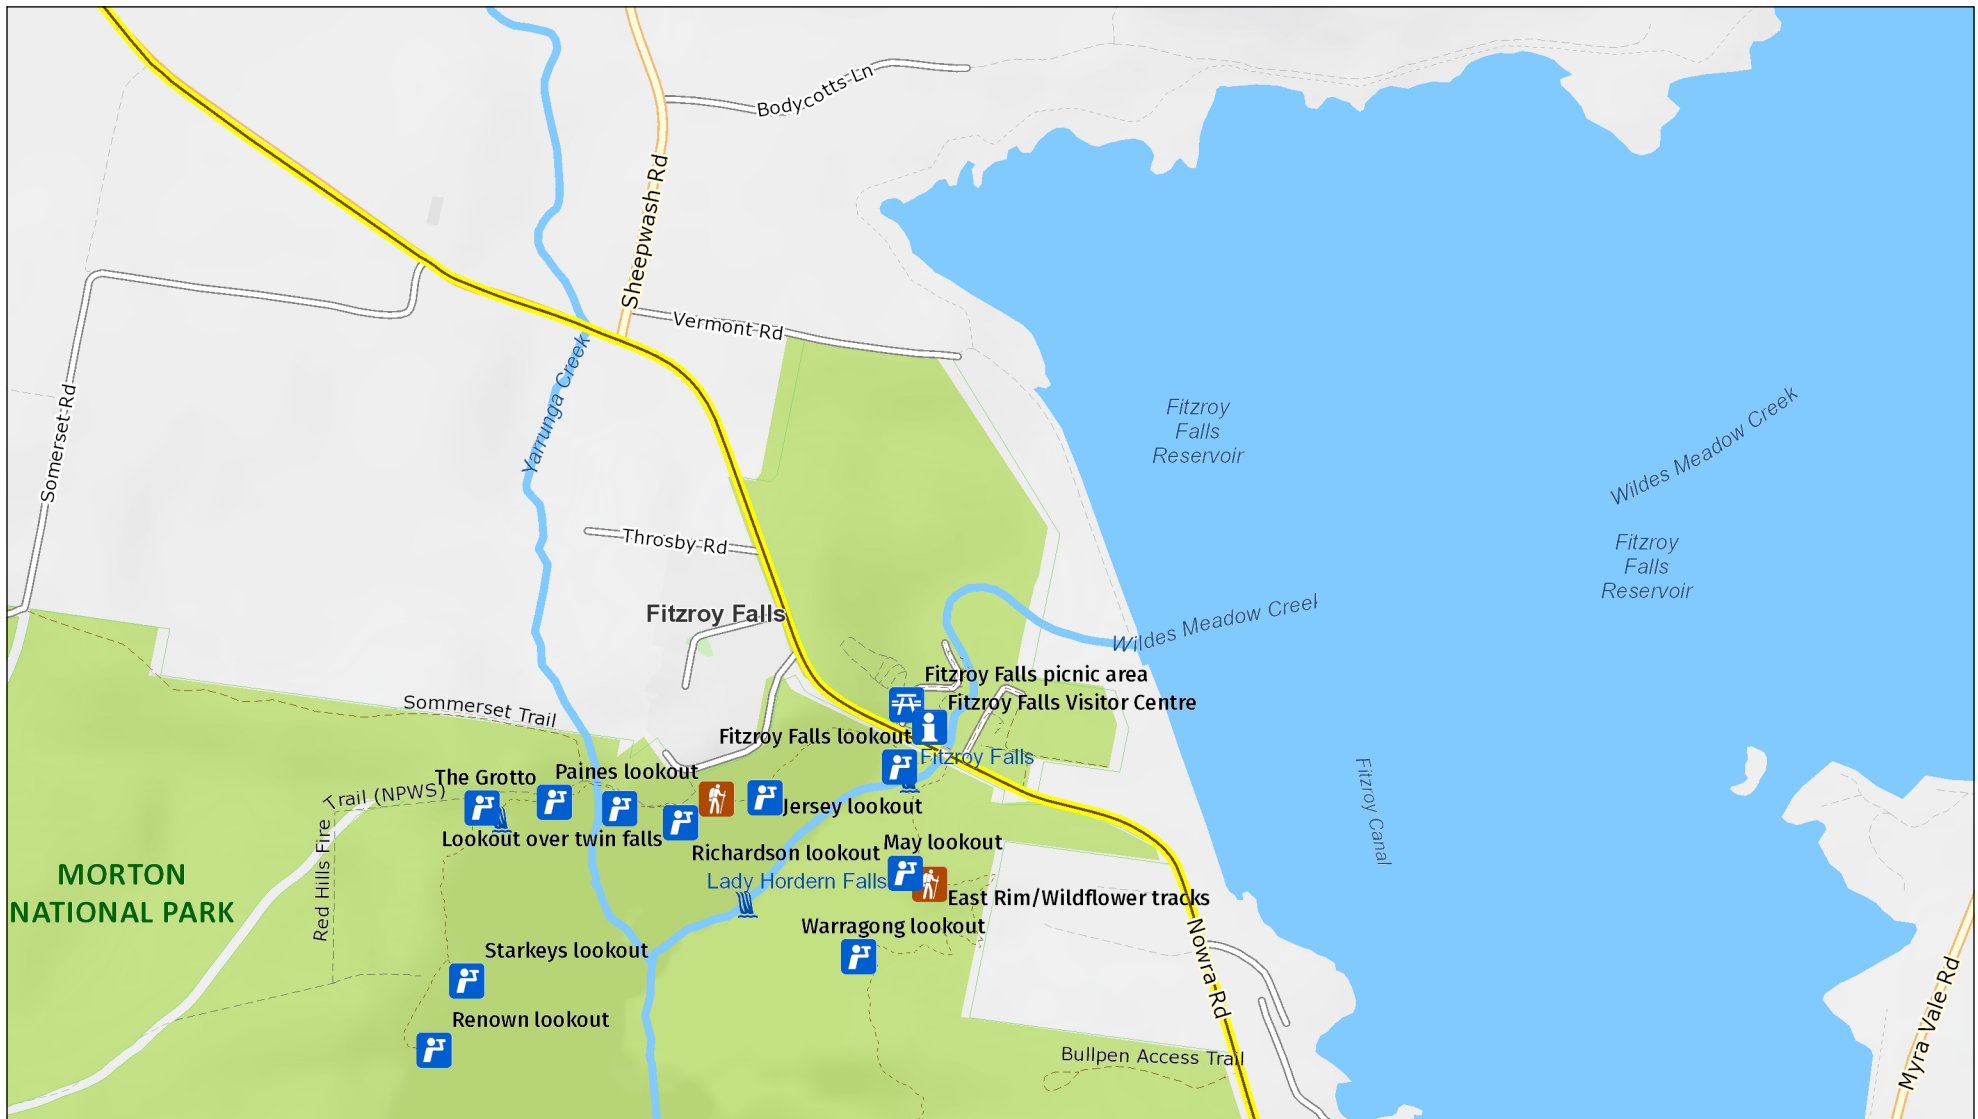 Bodycotts-Ln
Sheepwash-Rd
Vermont Rd
Yarrunga Creek
Somerset-Rd
Fitzroy
Falls
Reservoir
Wildes Meadow Creek
Fitzroy
Falls
Reservoir
Throsby-Rd
Fitzroy Falls
Wildes Meadow Creek
Fitzroy Falls picnic area
Fitzroy Falls Visitor Centre
Sommerset Trail
Fitzroy Falls lookout
Fitzroy Falls
The Grotto
Paines lookout
Red Hills Fire
Trail (NPWS)
Jersey lookout
Lookout over twin falls
Fitzroy Canal
Richardson lookout
May lookout
MORTON
NATIONAL PARK
Lady Hordern Falls
East Rim/Wildflower tracks
Warragong lookout
Starkeys lookout
Nowra-Rd
Renown lookout
Bullpen Access Trail
Myra-Vale-Rd